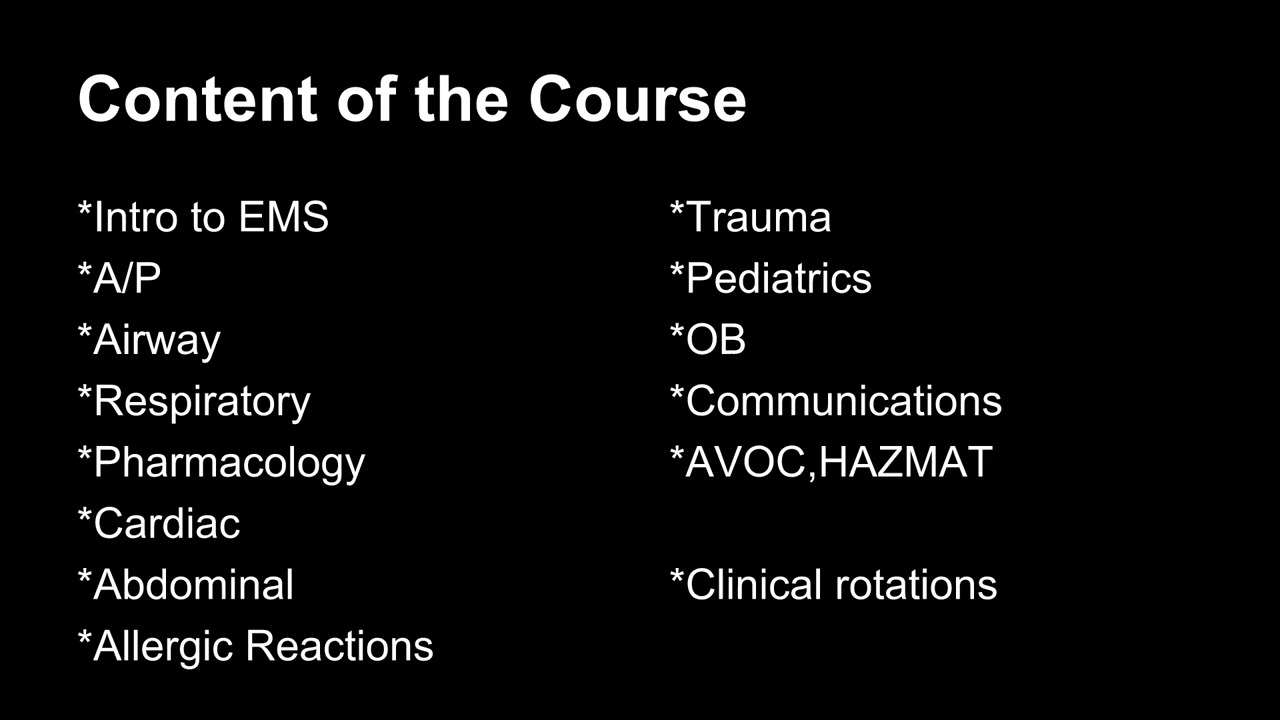 Content of the Course
*Intro to EMS
*A/P
*Airway
*Respiratory
*Pharmacology
*Cardiac
*Abdominal
*Allergic Reactions
*Trauma
*Pediatrics
*OB
*Communications
*AVOC,HAZMAT
*Clinical rotations